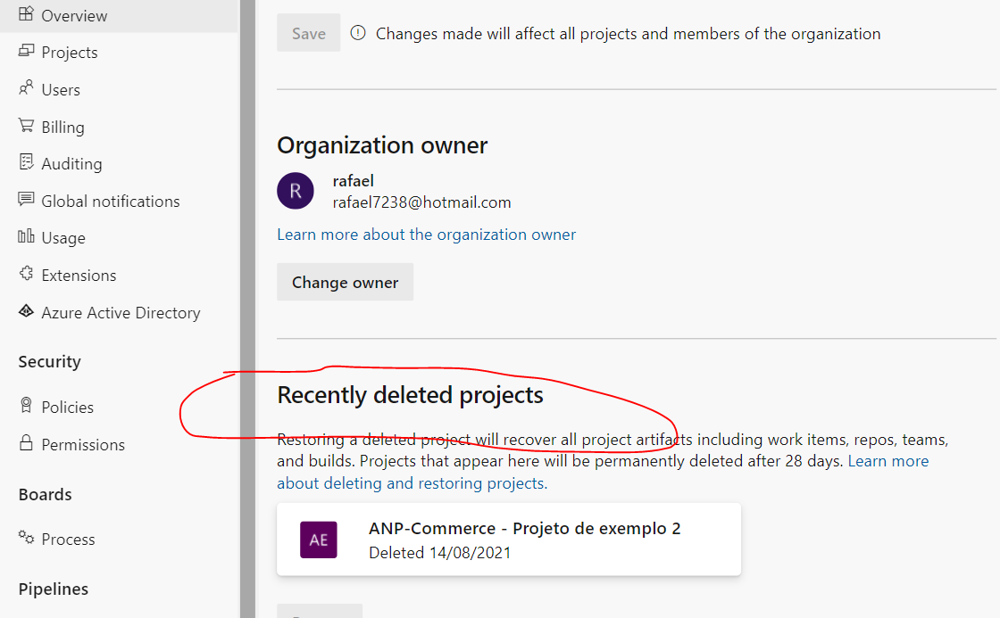 Overview
Projects
Users
Billing
Auditing
Global notifications
Usage
Extensions
Azure Active Directory
Security
Policies
Permissions
Boards
Process
Pipelines
Save
Changes made will affect all projects and members of the organization
Organization owner
R
rafael
rafael7238@hotmail.com
Learn more about the organization owner
Change owner
Recently deleted projects
Restoring a deleted project will recover all project artifacts including work items, repos, teams,
and builds. Projects that appear here will be permanently deleted after 28 days. Learn more
about deleting and restoring projects.
AE
ANP-Commerce - Projeto de exemplo 2
Deleted 14/08/2021